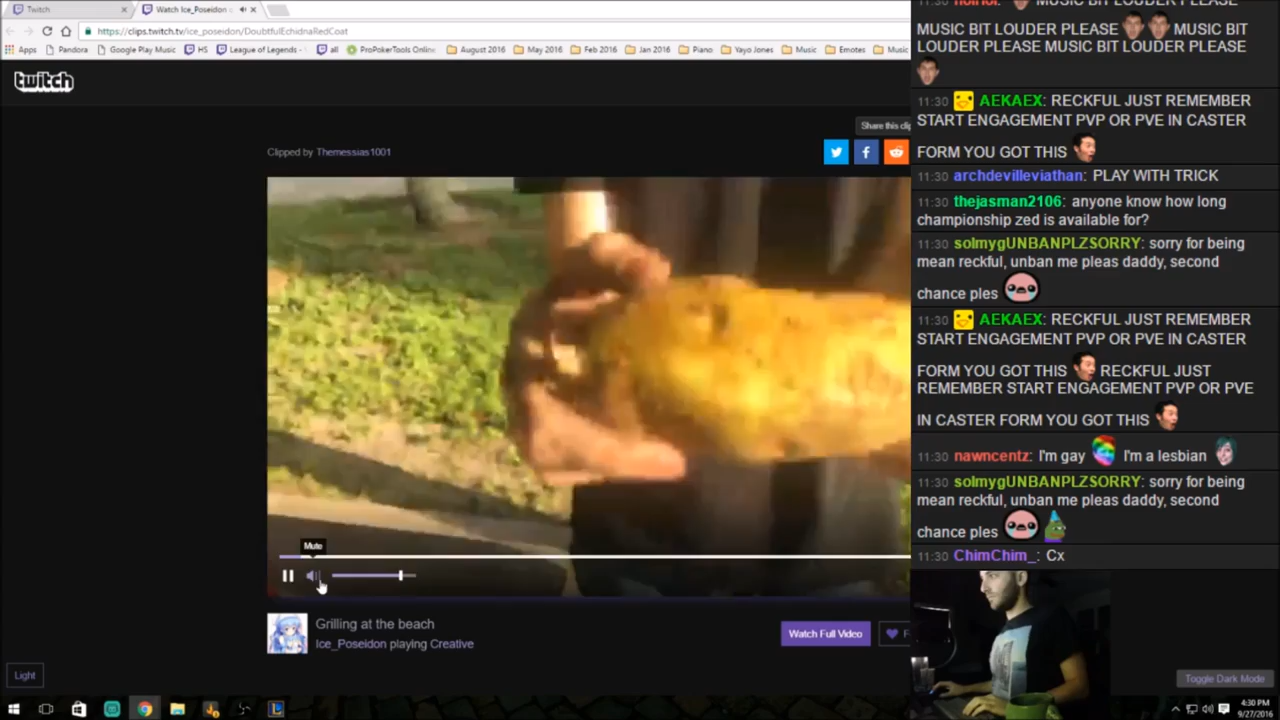 Twitch
Watch Ice_Poseidon c
https://clips.twitch.tv/ice_poseidon/DoubtfulEchidnaRedCoat
Apps
Pandora
Google Play Music
HS
League of Legends -
all
ProPokerTools Online
August 2016
May 2016
Feb 2016
Jan 2016
Piano
Yayo Jones
Music
Emotes
Music
twitch
Share this clip
Clipped by Themessias1001
Mute
Grilling at the beach
Ice_Poseidon playing Creative
Watch Full Video
F
Light
MUSIC BIT LOUDER PLEASE
MUSIC BIT LOUDER PLEASE MUSIC BIT
LOUDER PLEASE MUSIC BIT LOUDER PLEASE
11:30 AEKAEX: RECKFUL JUST REMEMBER
START ENGAGEMENT PVP OR PVE IN CASTER
FORM YOU GOT THIS
11:30 archdevilleviathan: PLAY WITH TRICK
11:30 thejasman2106: anyone know how long
championship zed is available for?
11:30 solmygUNBANPLZSORRY: sorry for being
mean reckful, unban me pleas daddy, second
chance ples
11:30 AEKAEX: RECKFUL JUST REMEMBER
START ENGAGEMENT PVP OR PVE IN CASTER
FORM YOU GOT THIS RECKFUL JUST
REMEMBER START ENGAGEMENT PVP OR PVE
IN CASTER FORM YOU GOT THIS
11:30 nawncentz: I'm gay I'm a lesbian
11:30 solmygUNBANPLZSORRY: sorry for being
mean reckful, unban me pleas daddy, second
chance ples
11:30 ChimChim_: Cx
Toggle Dark Mode
4:30 PM
9/27/2016